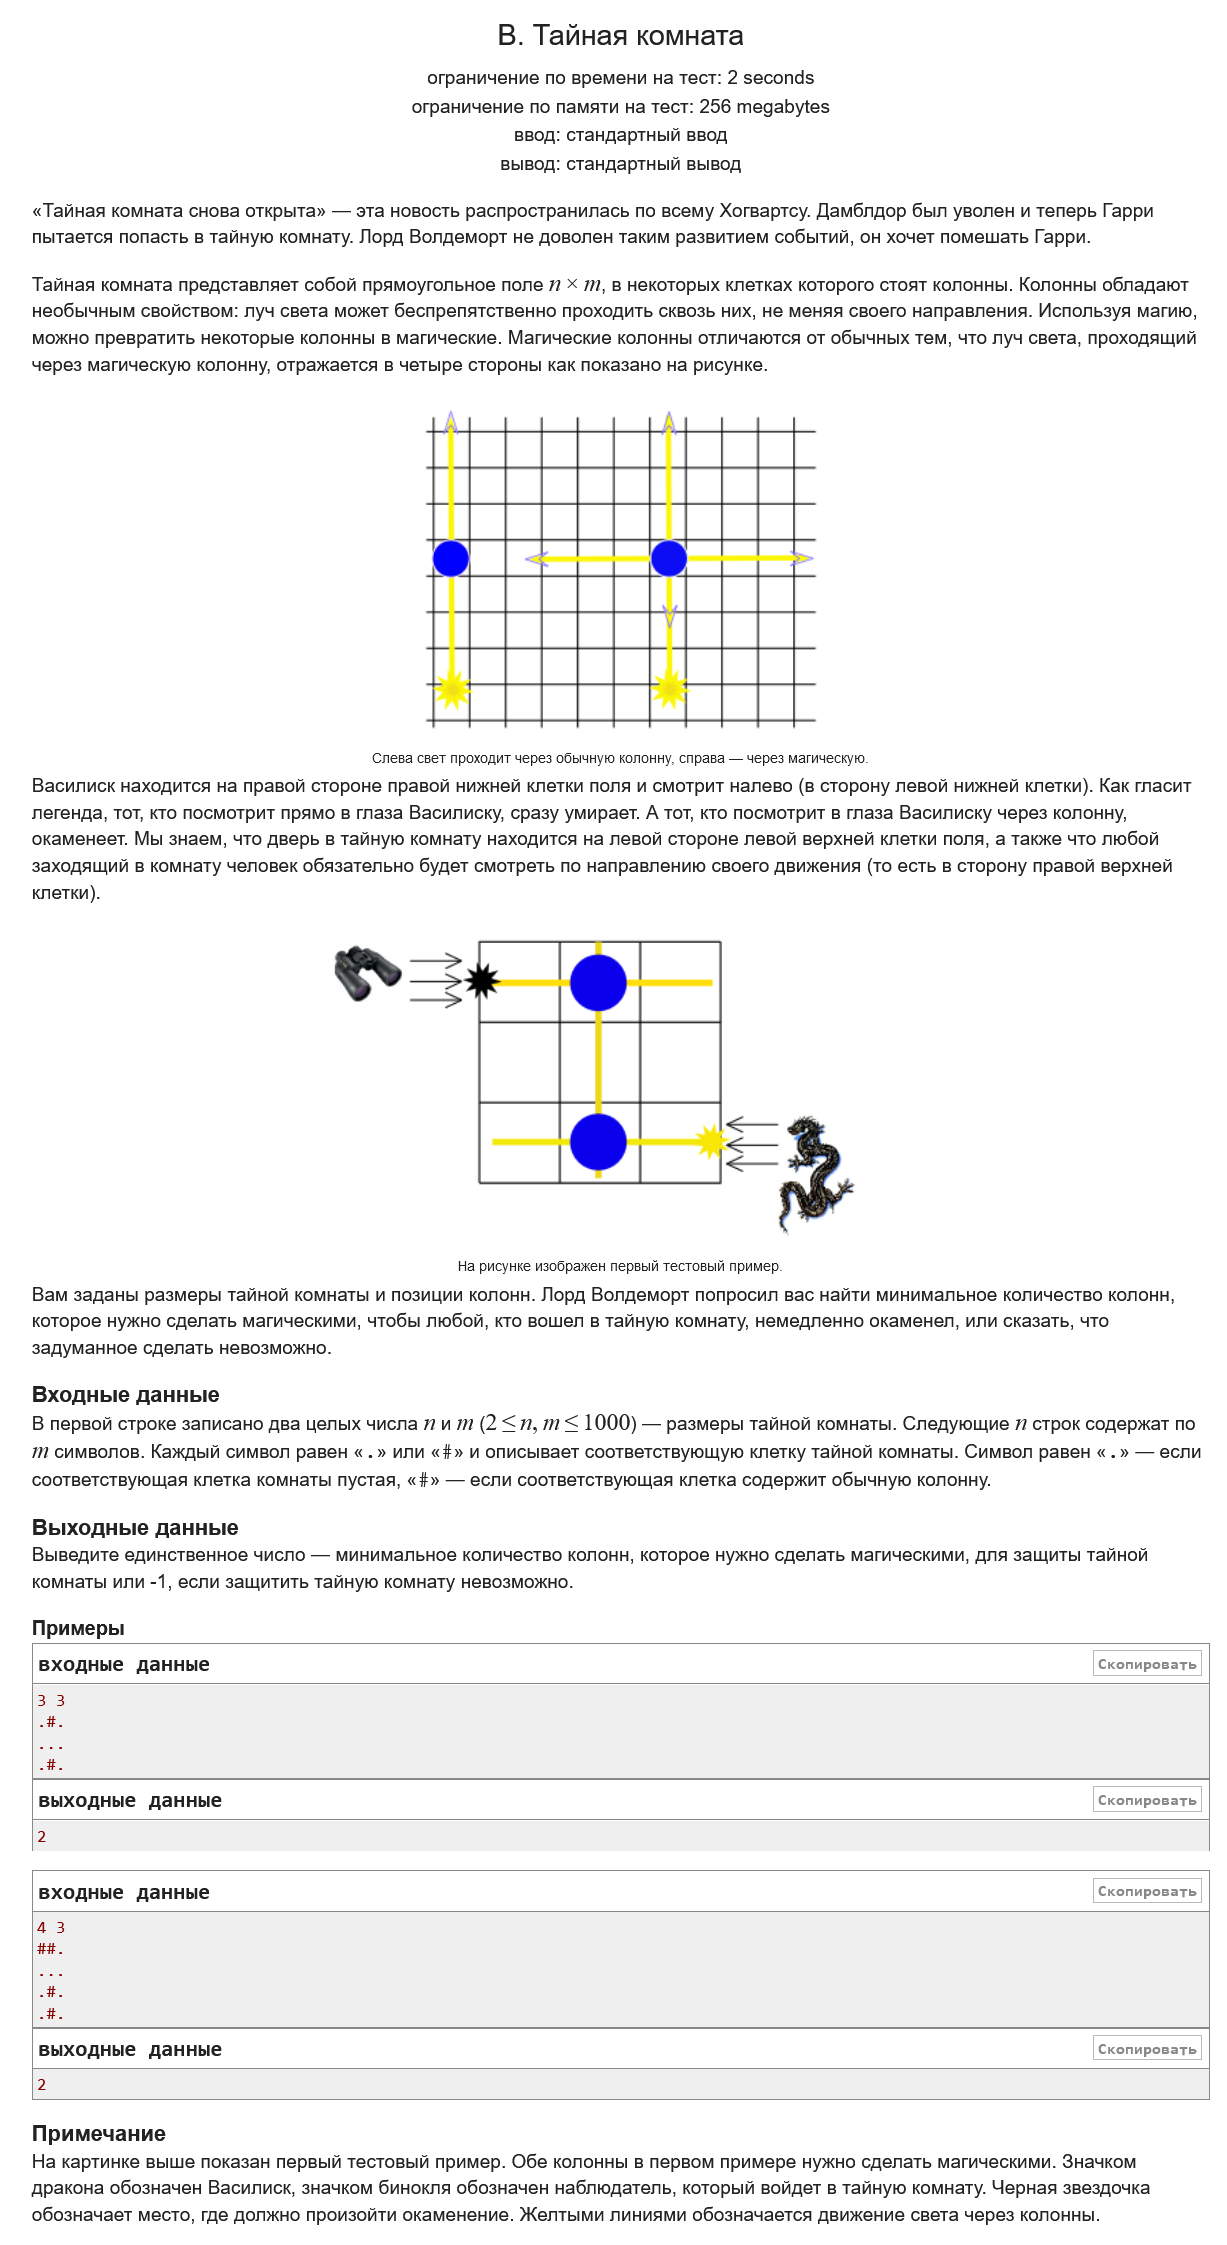 В. Тайная комната
ограничение по времени на тест: 2 seconds
ограничение по памяти на тест: 256 megabytes
ввод: стандартный ввод
вывод: стандартный вывод
«Тайная комната снова открыта» — эта новость распространилась по всему Хогвартсу. Дамблдор был уволен и теперь Гарри
пытается попасть в тайную комнату. Лорд Волдеморт не доволен таким развитием событий, он хочет помешать Гарри.
Тайная комната представляет собой прямоугольное поле n × m, в некоторых клетках которого стоят колонны. Колонны обладают
необычным свойством: луч света может беспрепятственно проходить сквозь них, не меняя своего направления. Используя магию,
можно превратить некоторые колонны в магические. Магические колонны отличаются от обычных тем, что луч света, проходящий
через магическую колонну, отражается в четыре стороны как показано на рисунке.
Слева свет проходит через обычную колонну, справа — через магическую.
Василиск находится на правой стороне правой нижней клетки поля и смотрит налево (в сторону левой нижней клетки). Как гласит
легенда, тот, кто посмотрит прямо в глаза Василиску, сразу умирает. А тот, кто посмотрит в глаза Василиску через колонну,
окаменеет. Мы знаем, что дверь в тайную комнату находится на левой стороне левой верхней клетки поля, а также что любой
заходящий в комнату человек обязательно будет смотреть по направлению своего движения (то есть в сторону правой верхней
клетки).
На рисунке изображен первый тестовый пример.
Вам заданы размеры тайной комнаты и позиции колонн. Лорд Волдеморт попросил вас найти минимальное количество колонн,
которое нужно сделать магическими, чтобы любой, кто вошел в тайную комнату, немедленно окаменел, или сказать, что
задуманное сделать невозможно.
Входные данные
В первой строке записано два целых числа n и m (2 ≤ n, m ≤ 1000) — размеры тайной комнаты. Следующие n строк содержат по
m символов. Каждый символ равен «.» или «#» и описывает соответствующую клетку тайной комнаты. Символ равен «.» — если
соответствующая клетка комнаты пустая, «#» — если соответствующая клетка содержит обычную колонну.
Выходные данные
Выведите единственное число — минимальное количество колонн, которое нужно сделать магическими, для защиты тайной
комнаты или -1, если защитить тайную комнату невозможно.
Примеры
входные данные Скопировать
3 3
.#.
...
.#.
выходные данные Скопировать
2
входные данные Скопировать
4 3
##.
...
.#.
.#.
выходные данные Скопировать
2
Примечание
На картинке выше показан первый тестовый пример. Обе колонны в первом примере нужно сделать магическими. Значком
дракона обозначен Василиск, значком бинокля обозначен наблюдатель, который войдет в тайную комнату. Черная звездочка
обозначает место, где должно произойти окаменение. Желтыми линиями обозначается движение света через колонны.